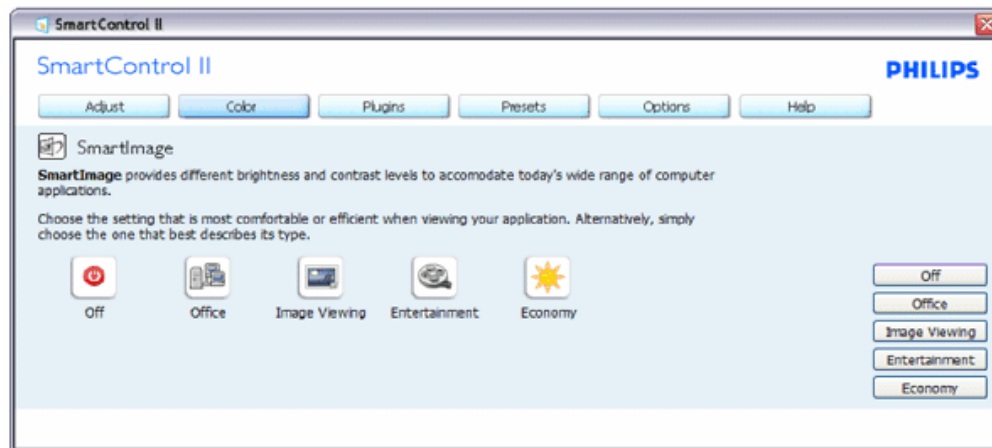 SmartControl II
SmartControl II
PHILIPS
Adjust Color Plugins Presets Options Help
SmartImage
SmartImage provides different brightness and contrast levels to accomodate today's wide range of computer
applications.
Choose the setting that is most comfortable or efficient when viewing your application. Alternatively, simply
choose the one that best describes its type.
Off Office Image Viewing Entertainment Economy
Off
Office
Image Viewing
Entertainment
Economy